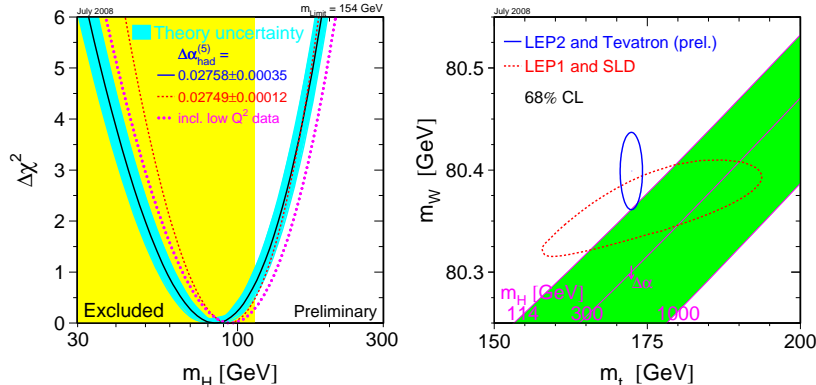 July 2008
m_Limit = 154 GeV
6
5
4
3
2
1
0
Δχ²
Theory uncertainty
Δα_had^(5) =
0.02758±0.00035
0.02749±0.00012
incl. low Q² data
Excluded
Preliminary
30
100
300
m_H [GeV]
July 2008
LEP2 and Tevatron (prel.)
LEP1 and SLD
68% CL
80.5
80.4
80.3
m_W [GeV]
Δα
m_H [GeV]
114 300 1000
150 175 200
m_t [GeV]